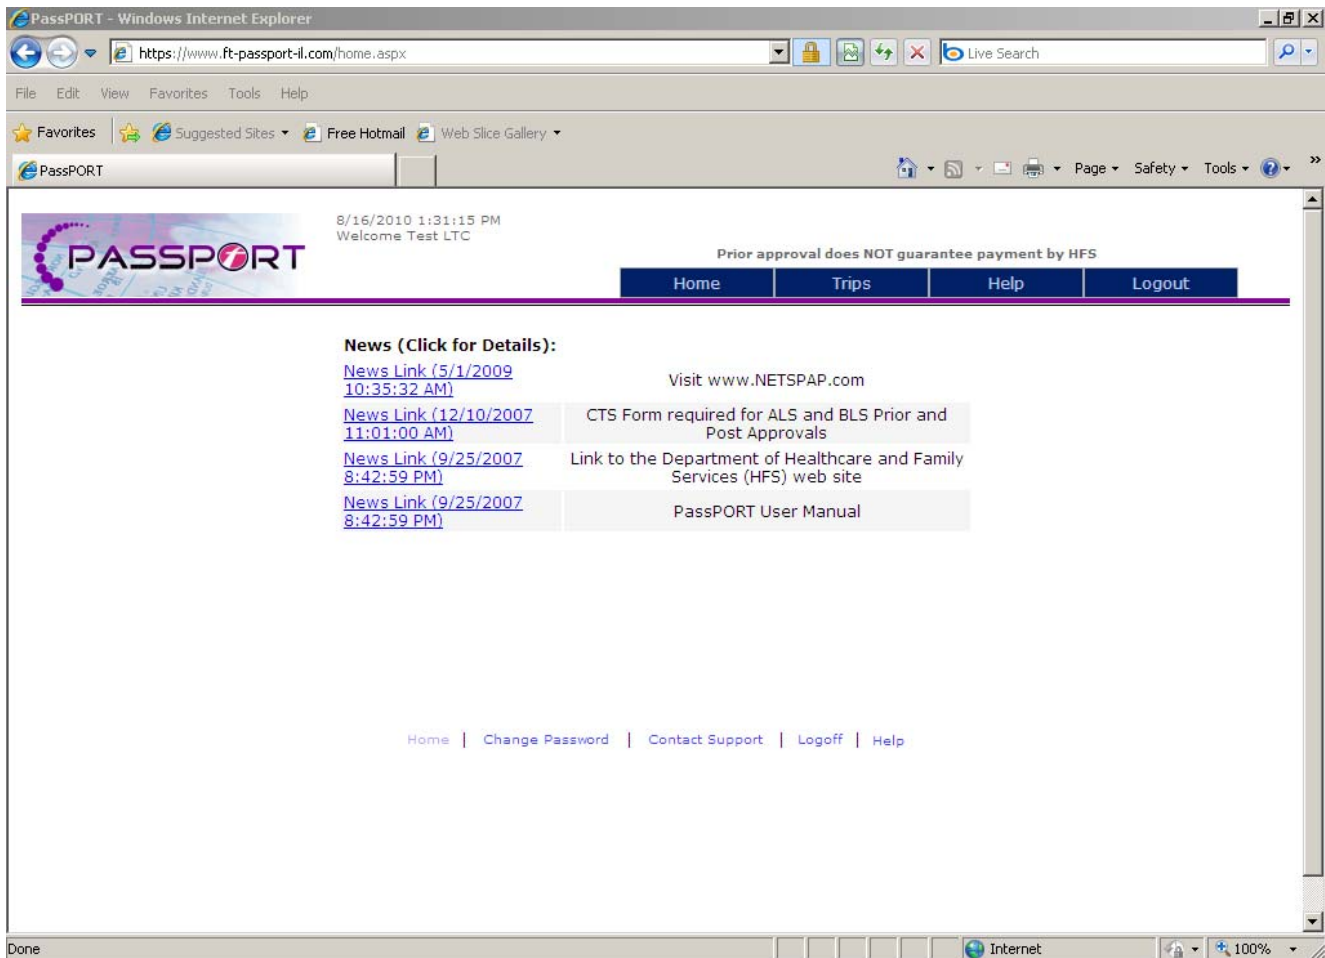 PassPORT - Windows Internet Explorer
https://www.ft-passport-il.com/home.aspx
Live Search
File Edit View Favorites Tools Help
Favorites Suggested Sites Free Hotmail Web Slice Gallery
PassPORT
Page Safety Tools
8/16/2010 1:31:15 PM
Welcome Test LTC
PASSPORT
Prior approval does NOT guarantee payment by HFS
Home Trips Help Logout
News (Click for Details):
News Link (5/1/2009
10:35:32 AM)
Visit www.NETSPAP.com
News Link (12/10/2007
11:01:00 AM)
CTS Form required for ALS and BLS Prior and
Post Approvals
News Link (9/25/2007
8:42:59 PM)
Link to the Department of Healthcare and Family
Services (HFS) web site
News Link (9/25/2007
8:42:59 PM)
PassPORT User Manual
Home | Change Password | Contact Support | Logoff | Help
Done
Internet
100%